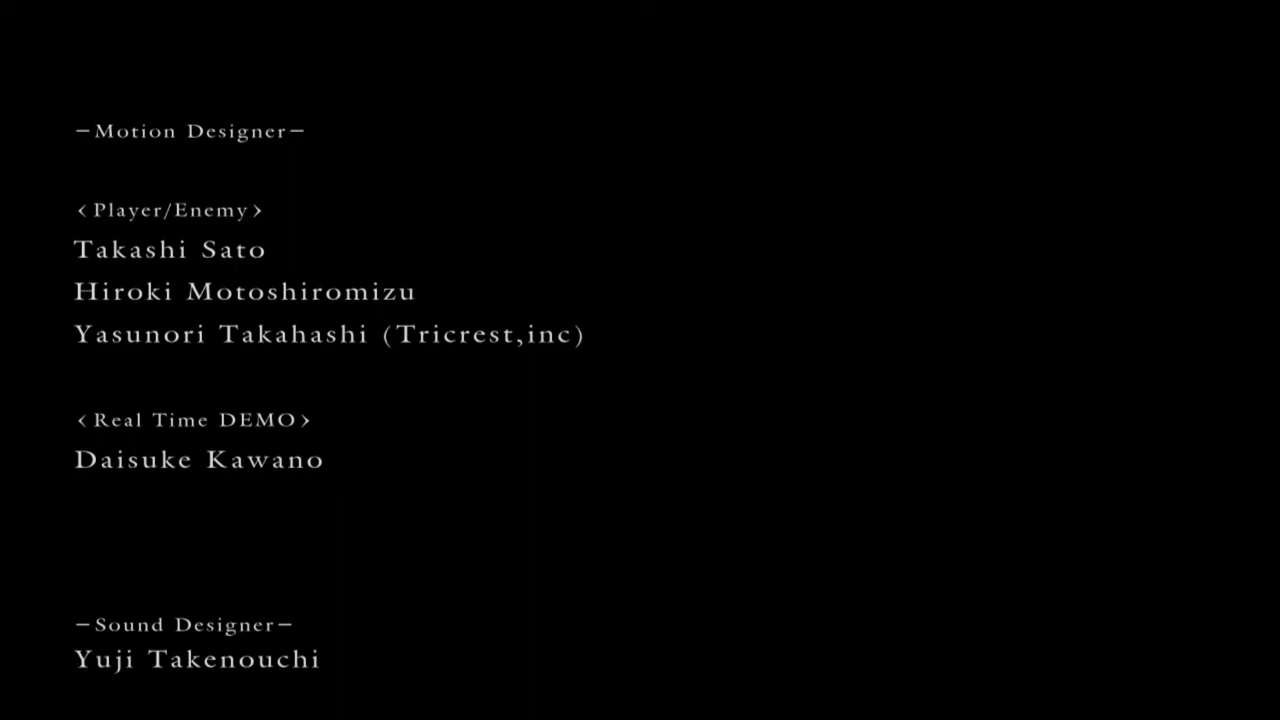 −Motion Designer−
<Player/Enemy>
Takashi Sato
Hiroki Motoshiromizu
Yasunori Takahashi (Tricrest,inc)
<Real Time DEMO>
Daisuke Kawano
−Sound Designer−
Yuji Takenouchi